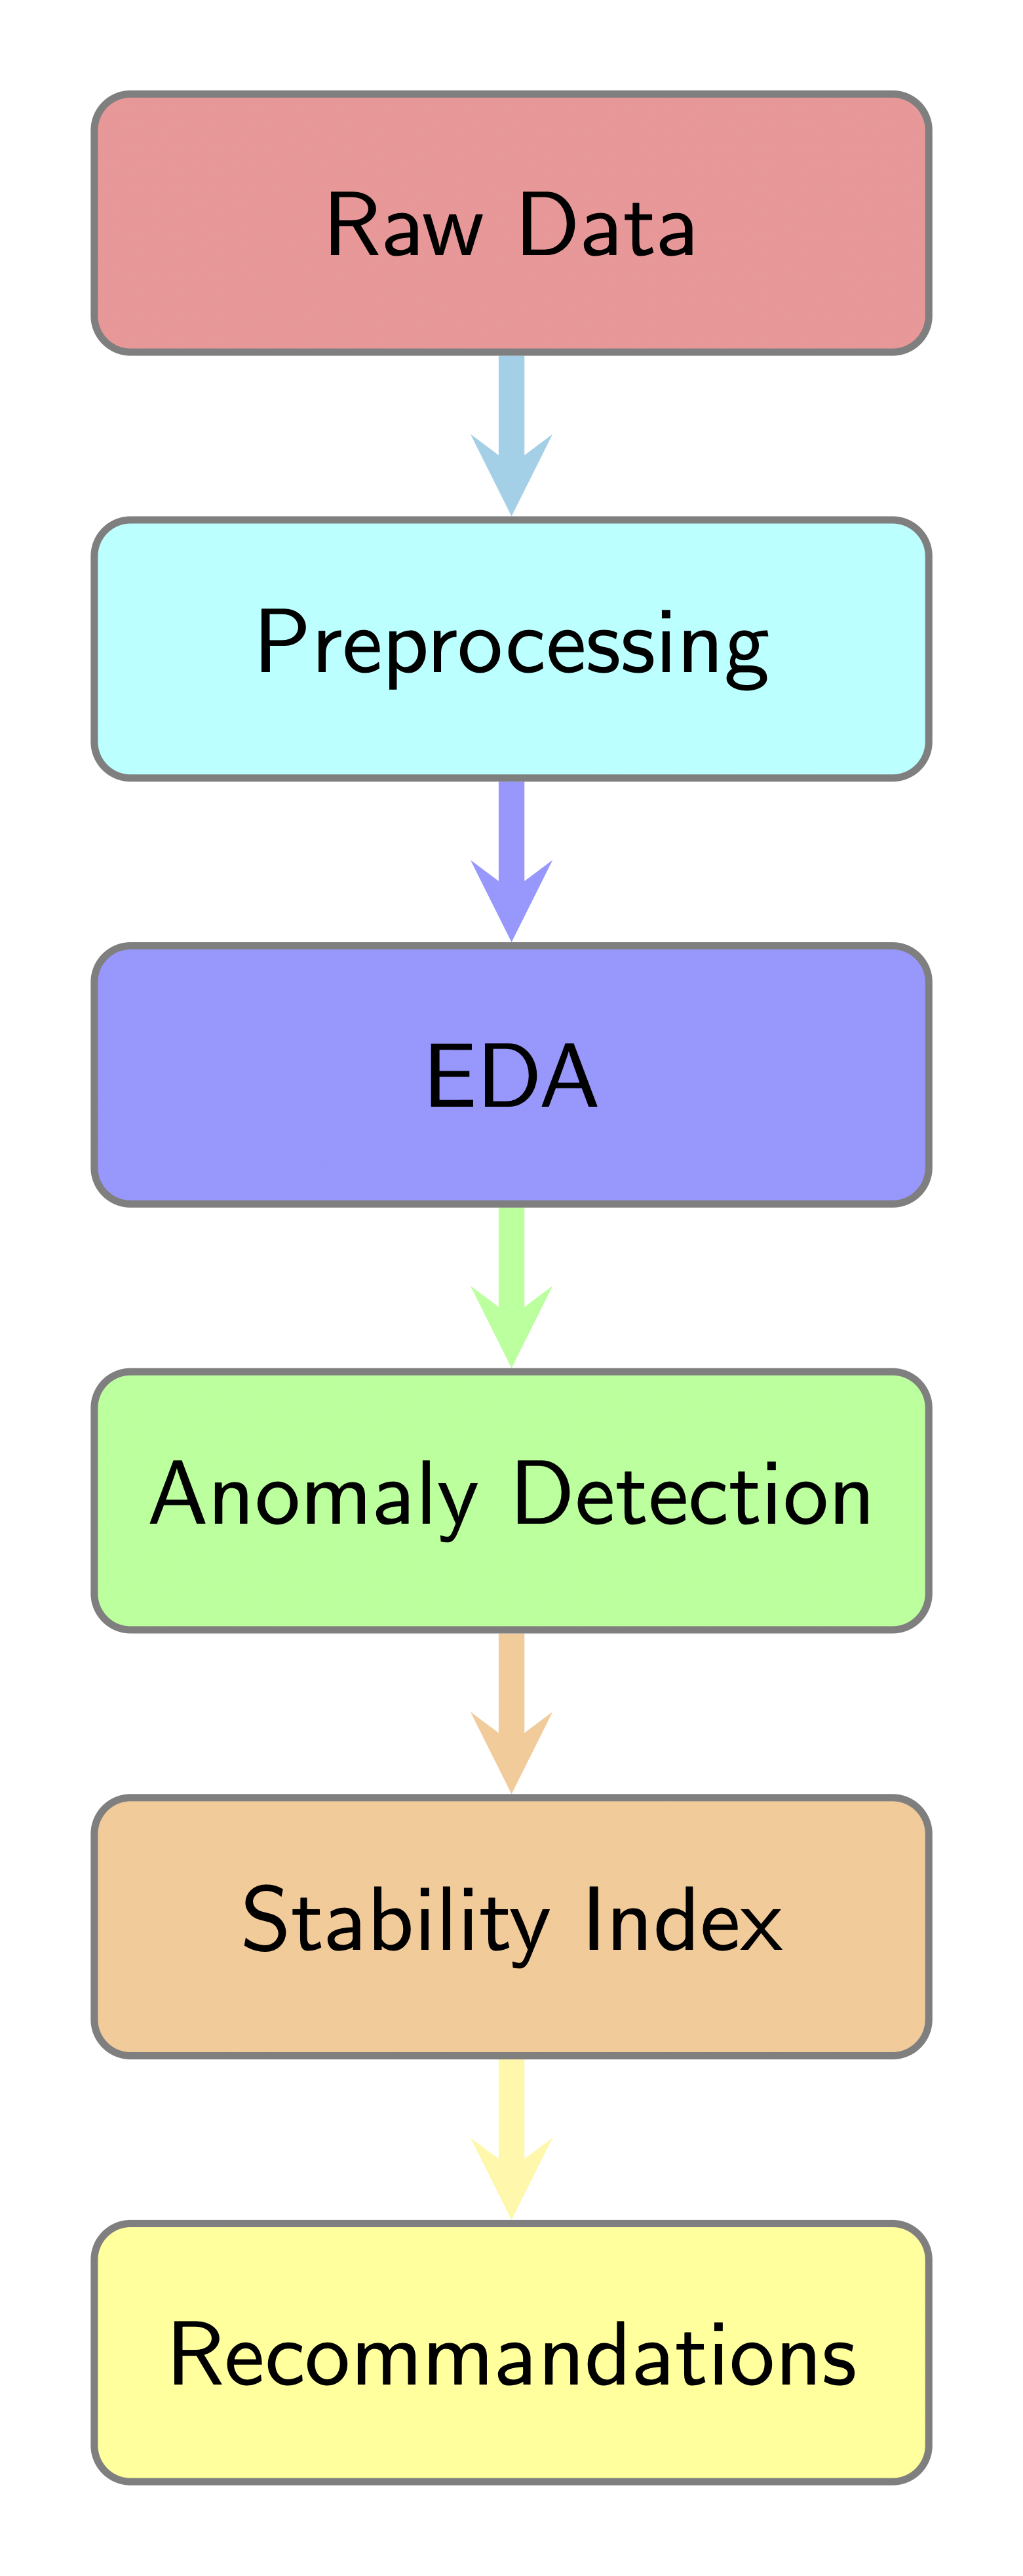 Raw Data
Preprocessing
EDA
Anomaly Detection
Stability Index
Recommandations